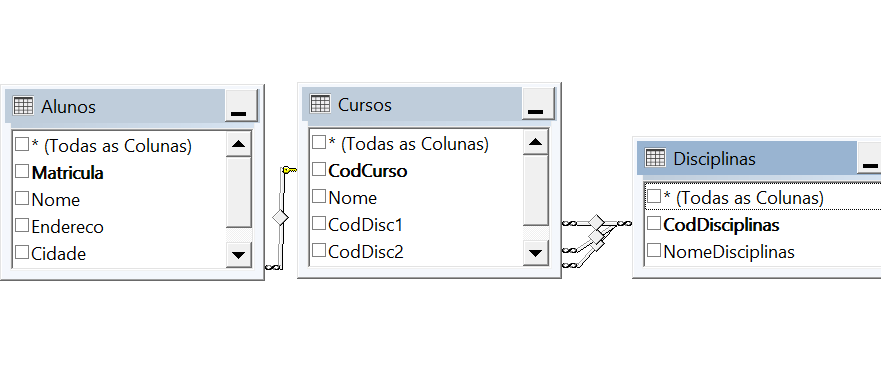 Alunos
* (Todas as Colunas)
Matricula
Nome
Endereco
Cidade
Cursos
* (Todas as Colunas)
CodCurso
Nome
CodDisc1
CodDisc2
Disciplinas
* (Todas as Colunas)
CodDisciplinas
NomeDisciplinas